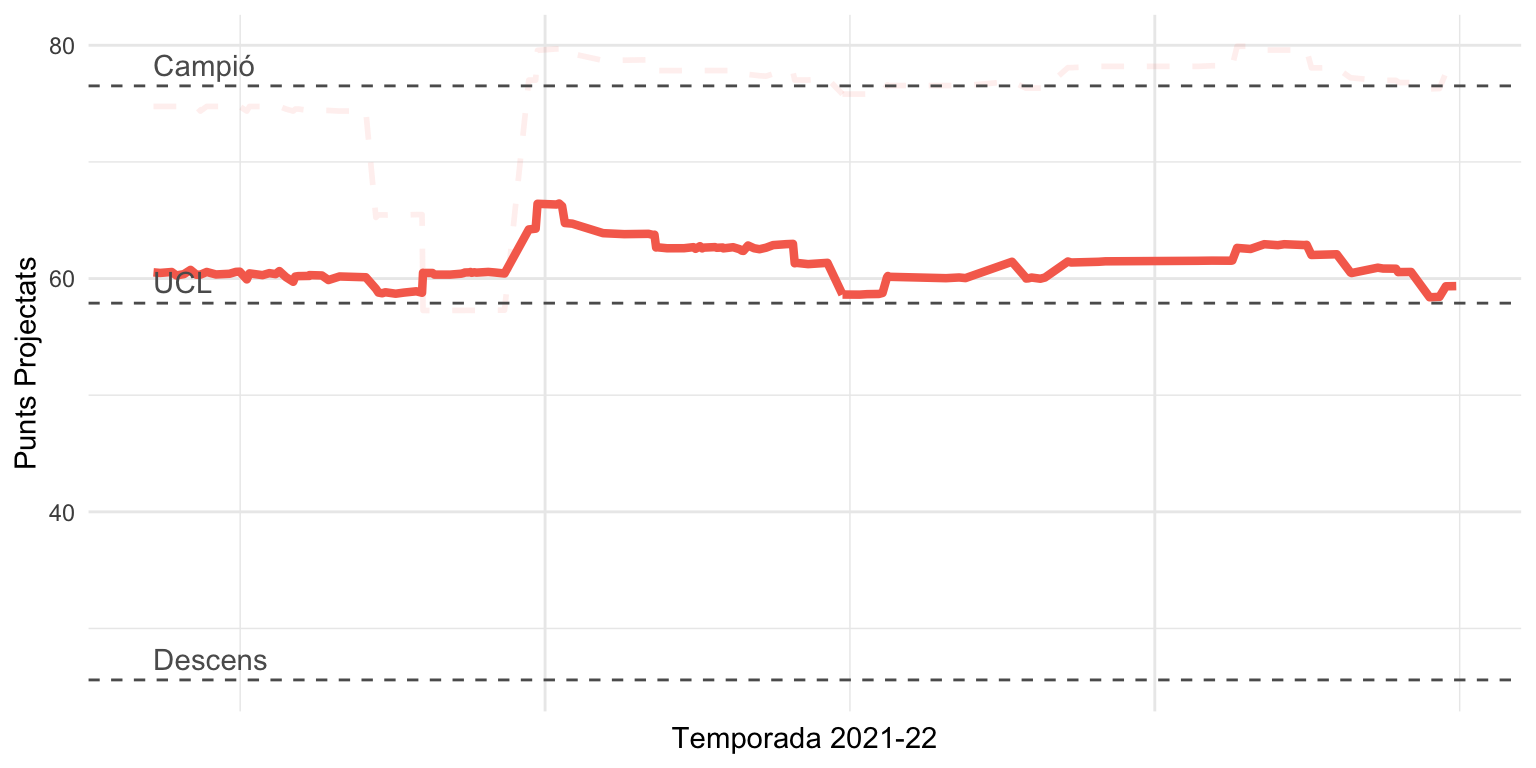 80
Campió
60
UCL
Punts Projectats
40
Descens
Temporada 2021-22